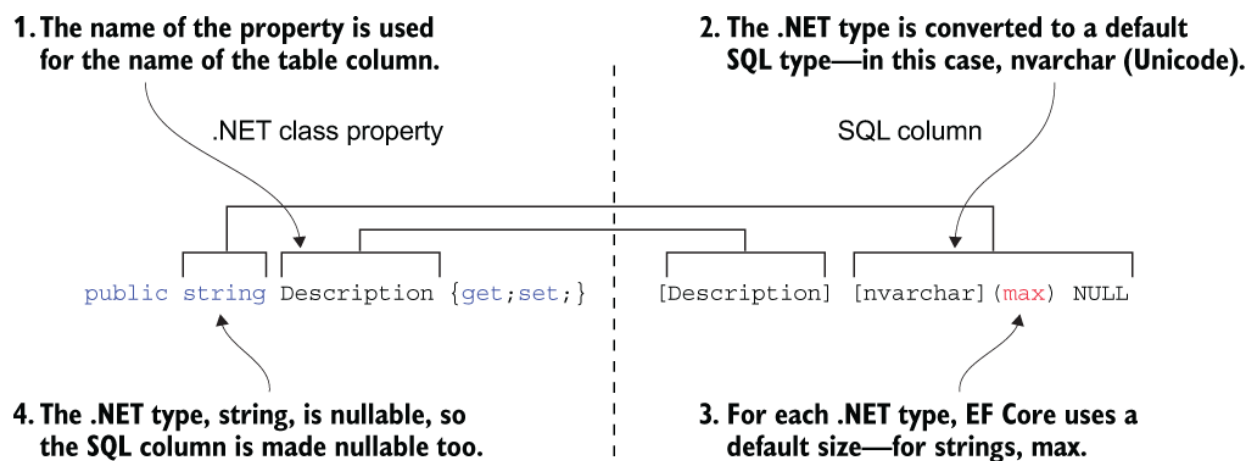 1. The name of the property is used
for the name of the table column.
2. The .NET type is converted to a default
SQL type—in this case, nvarchar (Unicode).
.NET class property
SQL column
public string Description {get;set;}
[Description] [nvarchar](max) NULL
4. The .NET type, string, is nullable, so
the SQL column is made nullable too.
3. For each .NET type, EF Core uses a
default size—for strings, max.